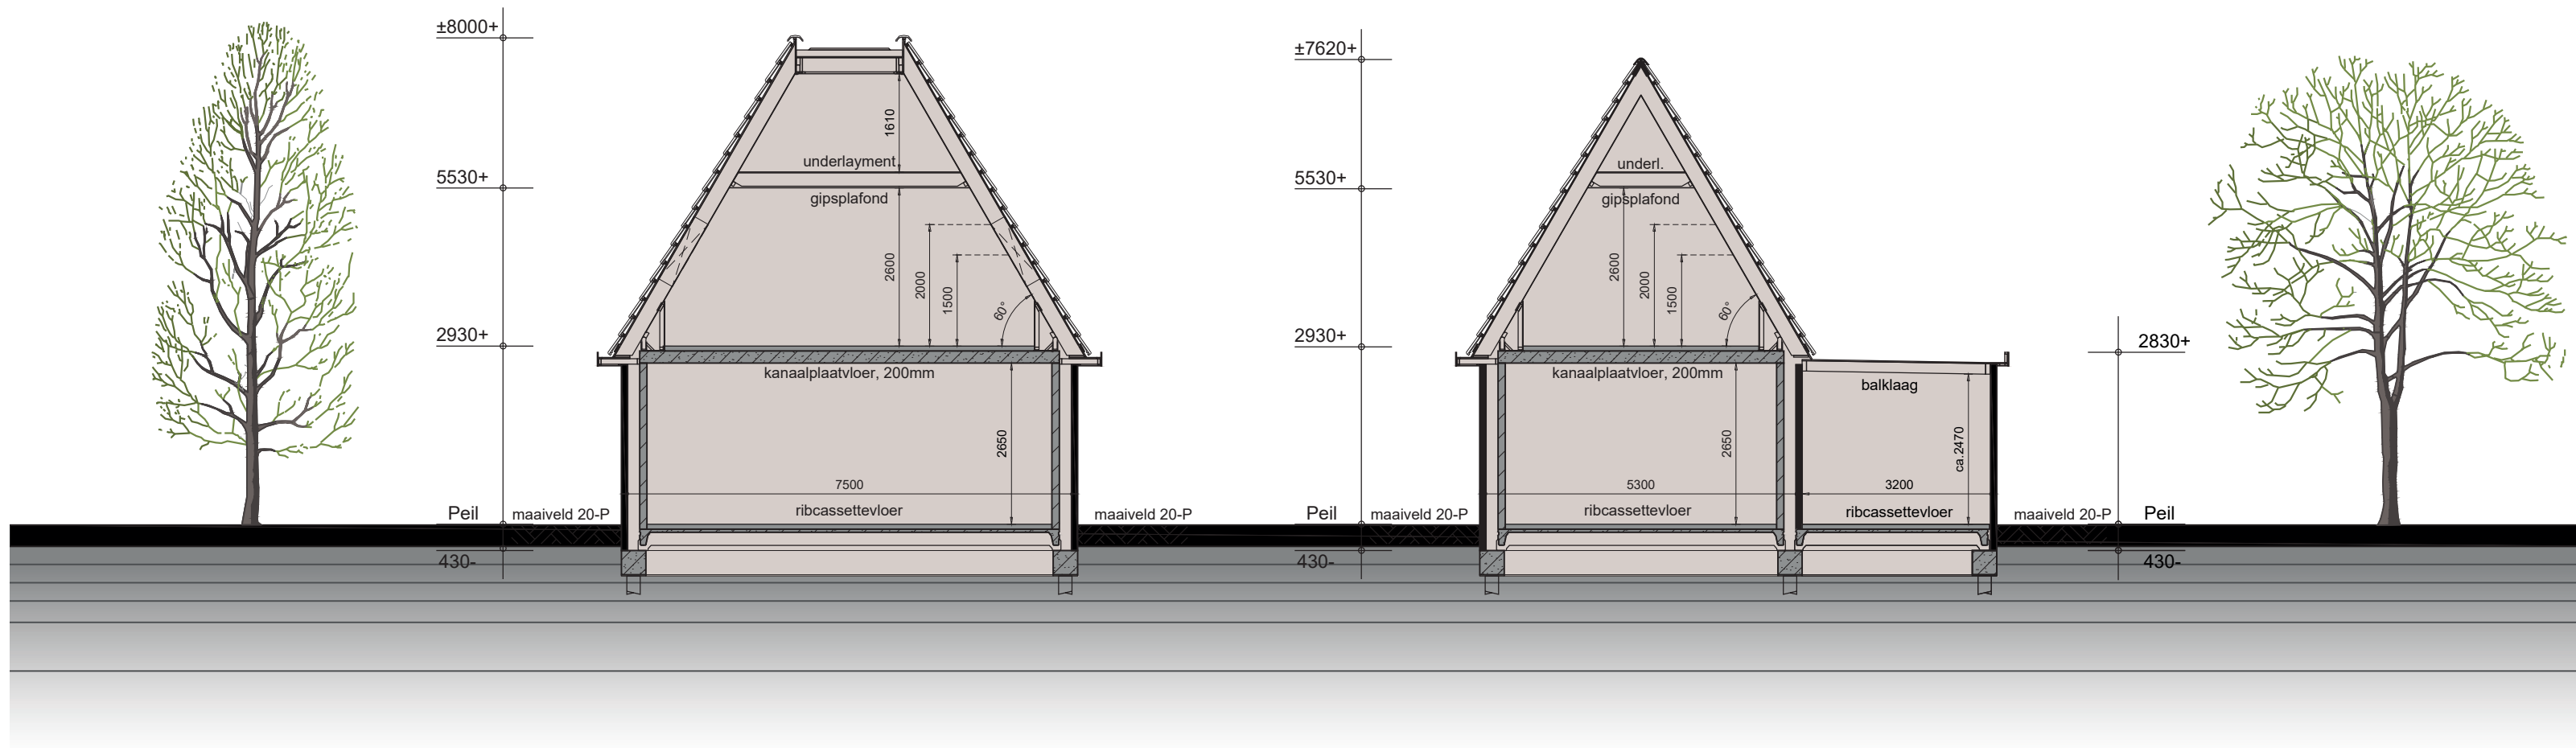 ±8000+
5530+
2930+
Peil
maaiveld 20-P
430-
1610
underlayment
gipsplafond
2600
2000
1500
60°
kanaalplaatvloer, 200mm
2650
7500
ribcassettevloer
maaiveld 20-P
±7620+
5530+
2930+
Peil
maaiveld 20-P
430-
underl.
gipsplafond
2600
2000
1500
60°
kanaalplaatvloer, 200mm
2650
5300
ribcassettevloer
balklaag
ca.2470
3200
ribcassettevloer
2830+
maaiveld 20-P
Peil
430-